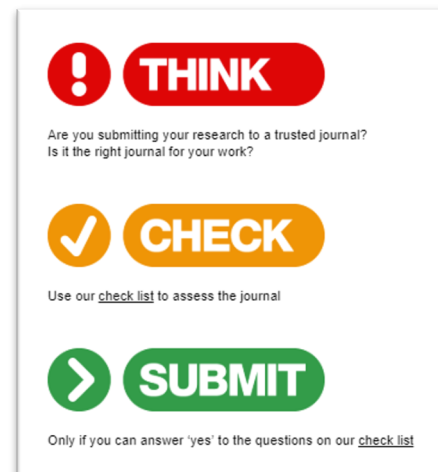 THINK
Are you submitting your research to a trusted journal?
Is it the right journal for your work?
CHECK
Use our check list to assess the journal
SUBMIT
Only if you can answer ‘yes’ to the questions on our check list